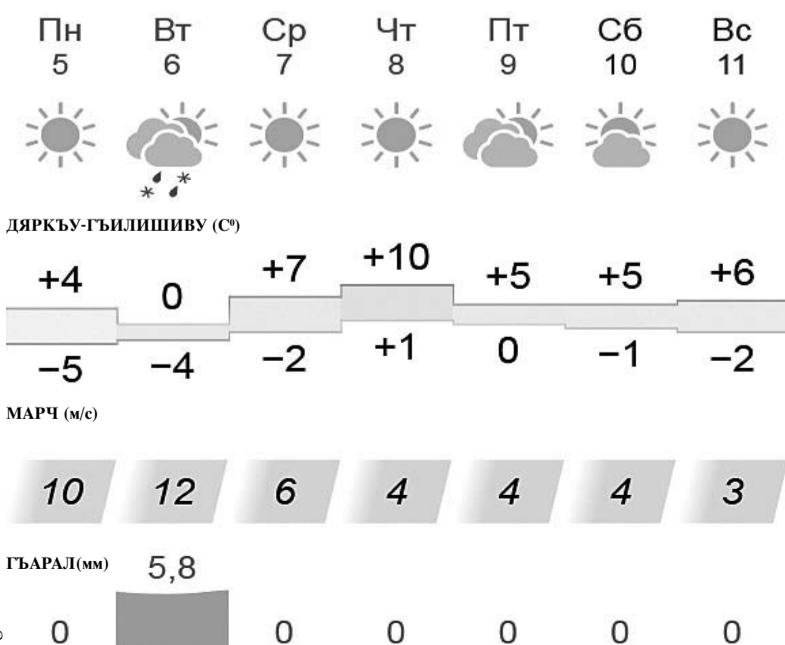 Пн Вт Ср Чт Пт Сб Вс
5 6 7 8 9 10 11
ДЯРКЪУ-ГЪИЛИШИВУ (С⁰)
+4 0 +7 +10 +5 +5 +6
−5 −4 −2 +1 0 −1 −2
МАРЧ (м/с)
10 12 6 4 4 4 3
ГЪАРАЛ(мм) 5,8
0 0 0 0 0 0